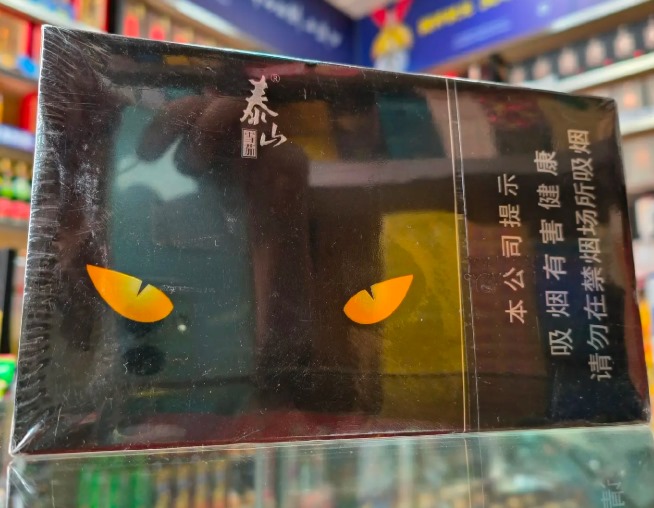 泰山
®
本公司提示
吸烟有害健康
请勿在禁烟场所吸烟